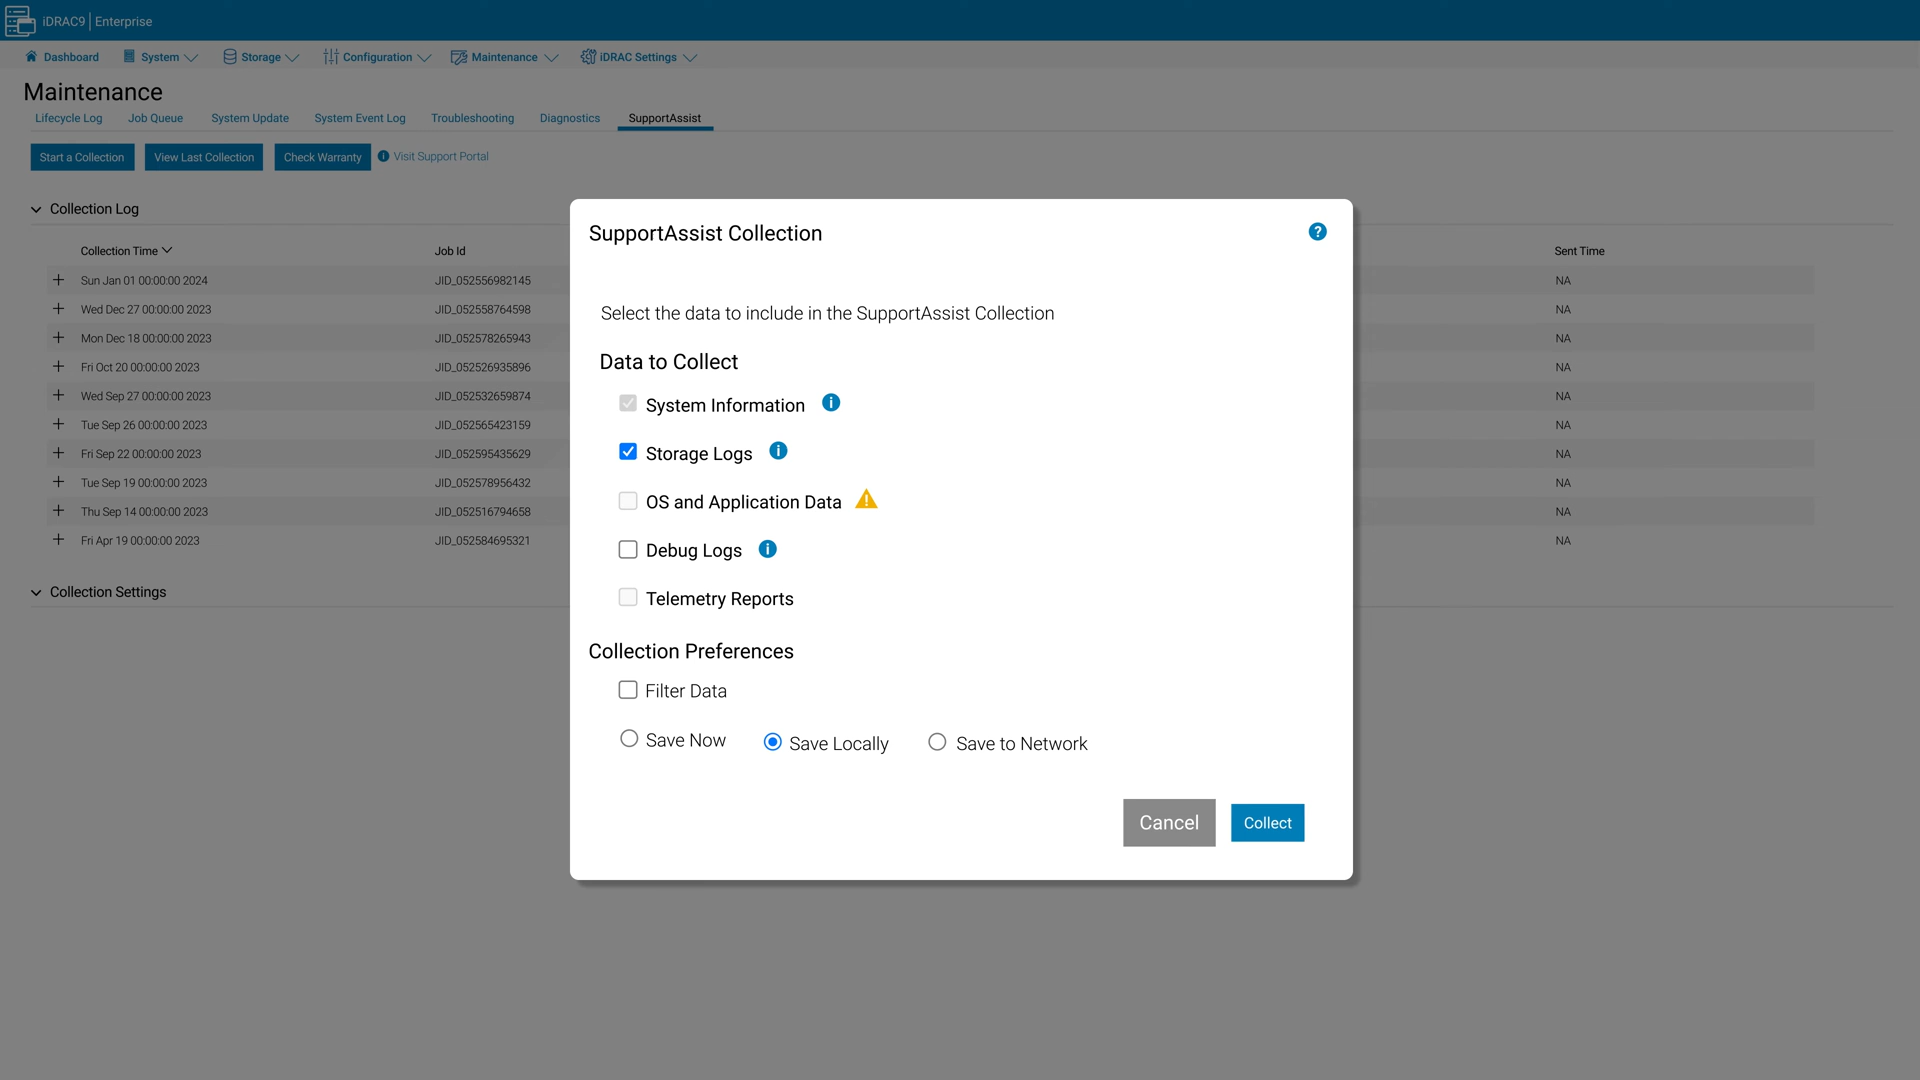 iDRAC9 | Enterprise
Dashboard System Storage Configuration Maintenance iDRAC Settings
Maintenance
Lifecycle Log Job Queue System Update System Event Log Troubleshooting Diagnostics SupportAssist
Start a Collection View Last Collection Check Warranty i Visit Support Portal
Collection Log
Collection Time Job Id Sent Time
Sun Jan 01 00:00:00 2024 JID_052556982145 NA
Wed Dec 27 00:00:00 2023 JID_052558764598 NA
Mon Dec 18 00:00:00 2023 JID_052578265943 NA
Fri Oct 20 00:00:00 2023 JID_052526935896 NA
Wed Sep 27 00:00:00 2023 JID_052532659874 NA
Tue Sep 26 00:00:00 2023 JID_052565423159 NA
Fri Sep 22 00:00:00 2023 JID_052595435629 NA
Tue Sep 19 00:00:00 2023 JID_052578956432 NA
Thu Sep 14 00:00:00 2023 JID_052516794658 NA
Fri Apr 19 00:00:00 2023 JID_052584695321 NA
Collection Settings
SupportAssist Collection ?
Select the data to include in the SupportAssist Collection
Data to Collect
System Information i
Storage Logs i
OS and Application Data !
Debug Logs i
Telemetry Reports
Collection Preferences
Filter Data
Save Now Save Locally Save to Network
Cancel Collect